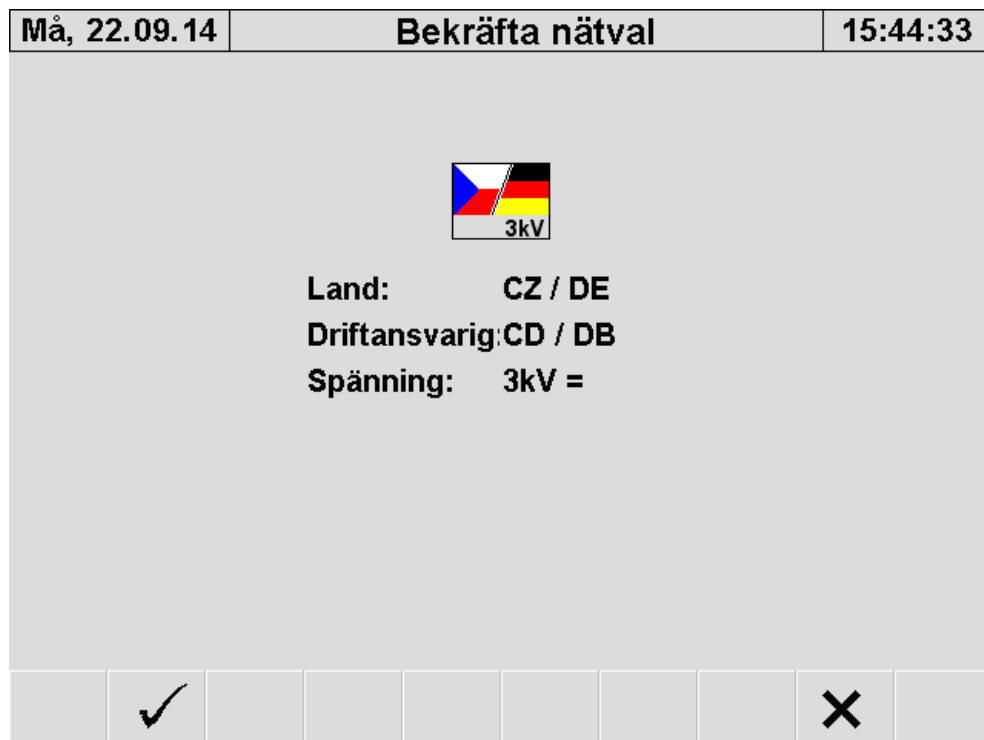 Må, 22.09.14 Bekräfta nätval 15:44:33
3kV
Land: CZ / DE
Driftansvarig: CD / DB
Spänning: 3kV =